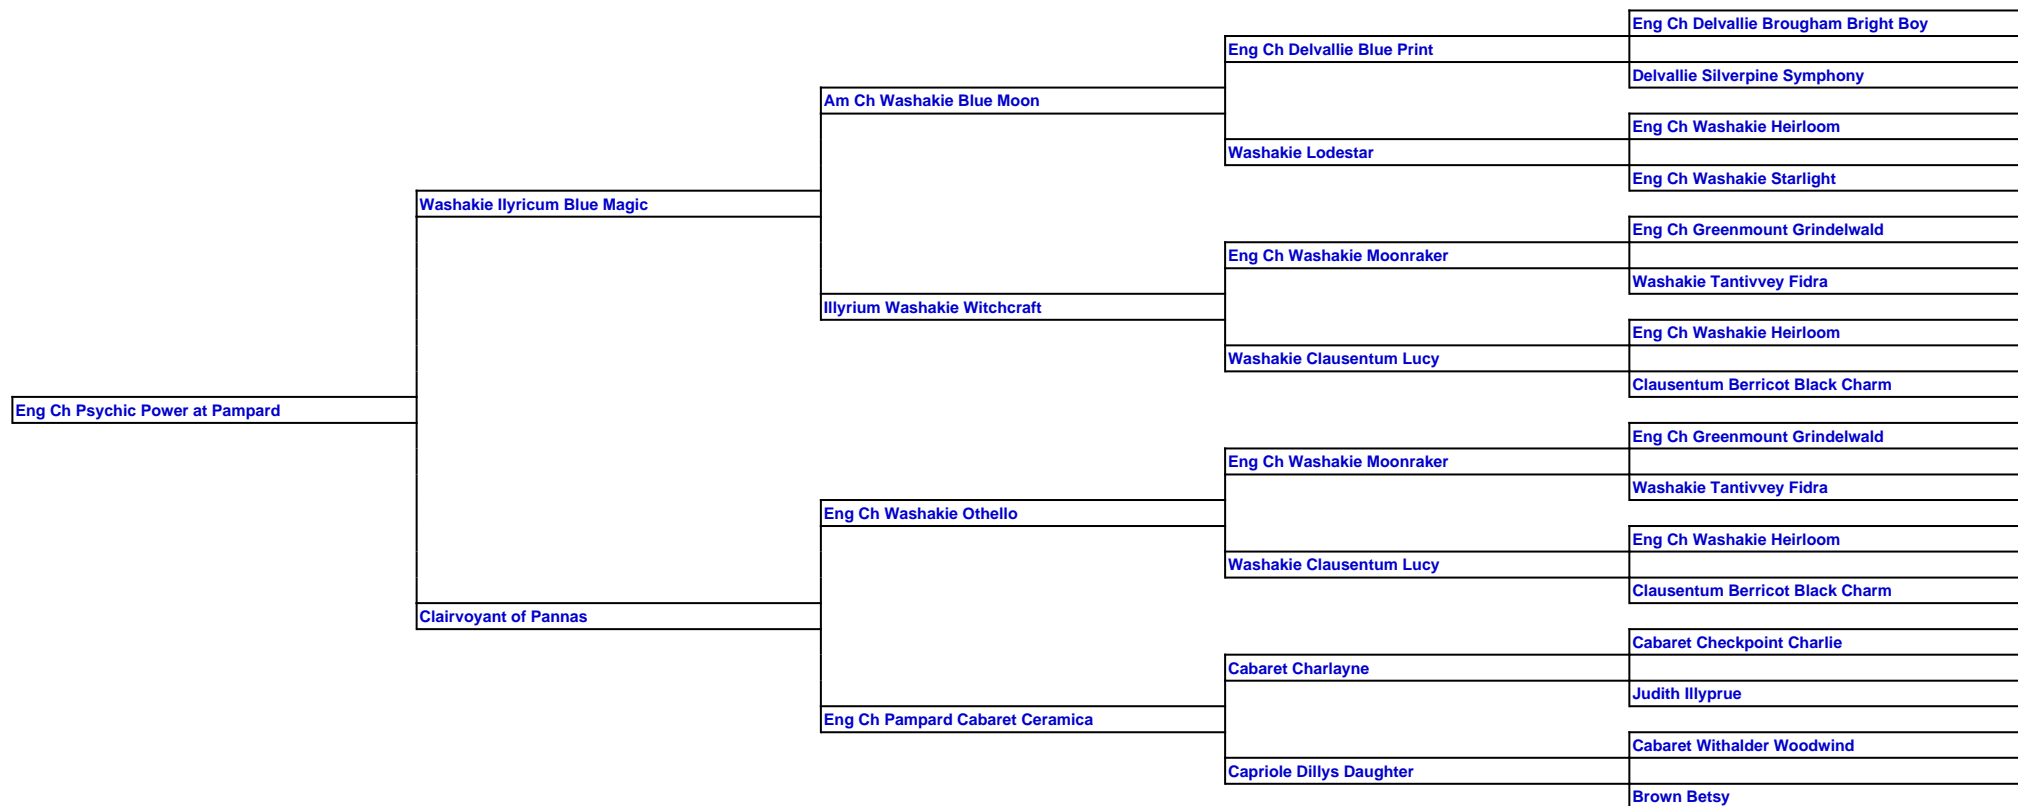 Eng Ch Delvallie Brougham Bright Boy
Eng Ch Delvallie Blue Print
Delvallie Silverpine Symphony
Am Ch Washakie Blue Moon
Eng Ch Washakie Heirloom
Washakie Lodestar
Eng Ch Washakie Starlight
Washakie Ilyricum Blue Magic
Eng Ch Greenmount Grindelwald
Eng Ch Washakie Moonraker
Washakie Tantivvey Fidra
Illyrium Washakie Witchcraft
Eng Ch Washakie Heirloom
Washakie Clausentum Lucy
Clausentum Berricot Black Charm
Eng Ch Psychic Power at Pampard
Eng Ch Greenmount Grindelwald
Eng Ch Washakie Moonraker
Washakie Tantivvey Fidra
Eng Ch Washakie Othello
Eng Ch Washakie Heirloom
Washakie Clausentum Lucy
Clausentum Berricot Black Charm
Clairvoyant of Pannas
Cabaret Checkpoint Charlie
Cabaret Charlayne
Judith Illyprue
Eng Ch Pampard Cabaret Ceramica
Cabaret Withalder Woodwind
Capriole Dillys Daughter
Brown Betsy